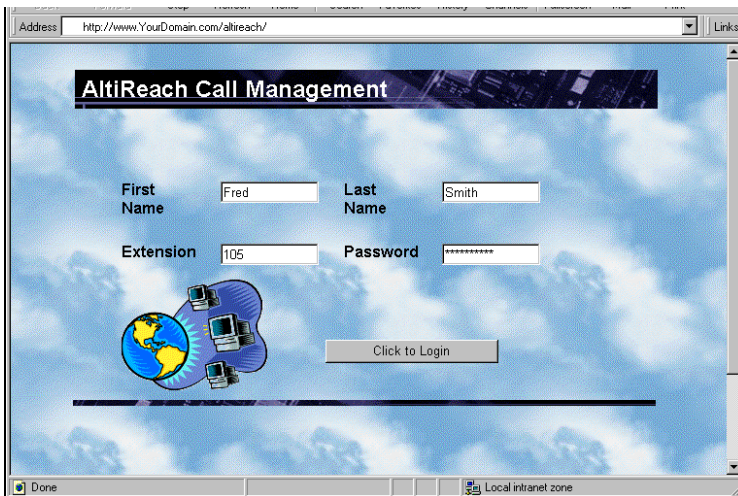 Address http://www.YourDomain.com/altireach/ Links
AltiReach Call Management
First Name Fred Last Name Smith
Extension 105 Password **********
Click to Login
Done Local intranet zone